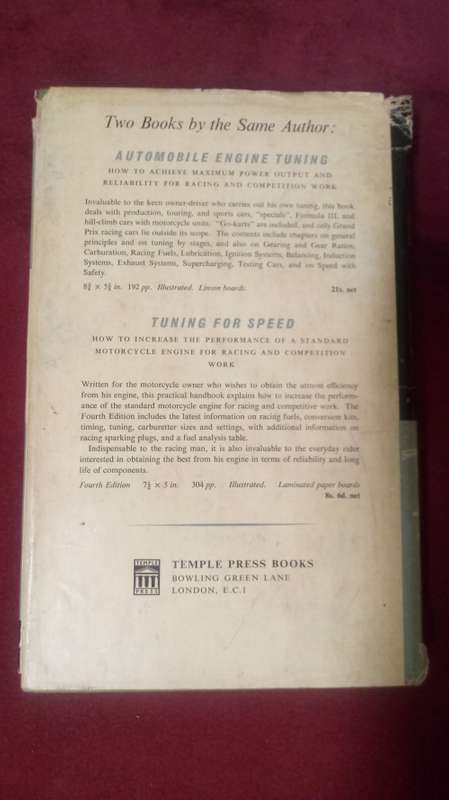 Two Books by the Same Author:
AUTOMOBILE ENGINE TUNING
HOW TO ACHIEVE MAXIMUM POWER OUTPUT AND
RELIABILITY FOR RACING AND COMPETITION WORK
Invaluable to the keen owner-driver who carries out his own tuning, this book
deals with production, touring, and sports cars, "specials", Formula III, and
hill-climb cars with motorcycle units. "Go-karts" are included, and only Grand
Prix racing cars lie outside its scope. The contents include chapters on general
principles and on tuning by stages, and also on Gearing and Gear Ratios,
Carburation, Racing Fuels, Lubrication, Ignition Systems, Balancing, Induction
Systems, Exhaust Systems, Supercharging, Testing Cars, and on Speed with
Safety.
in. 192 pp. Illustrated. Linson boards. 21s. net
TUNING FOR SPEED
HOW TO INCREASE THE PERFORMANCE OF A STANDARD
MOTORCYCLE ENGINE FOR RACING AND COMPETITION
WORK
Written for the motorcycle owner who wishes to obtain the utmost efficiency
from his engine, this practical handbook explains how to increase the perform-
ance of the standard motorcycle engine for racing and competitive work. The
Fourth Edition includes the latest information on racing fuels, conversion kits,
timing, tuning, carburetter sizes and settings, with additional information on
racing sparking plugs, and a fuel analysis table.
Indispensable to the racing man, it is also invaluable to the everyday rider
interested in obtaining the best from his engine in terms of reliability and long
life of components.
Fourth Edition 7½ × 5 in. 304 pp. Illustrated. Laminated paper boards
8s. 6d. net
TEMPLE
PRESS
TEMPLE PRESS BOOKS
BOWLING GREEN LANE
LONDON, E.C.1